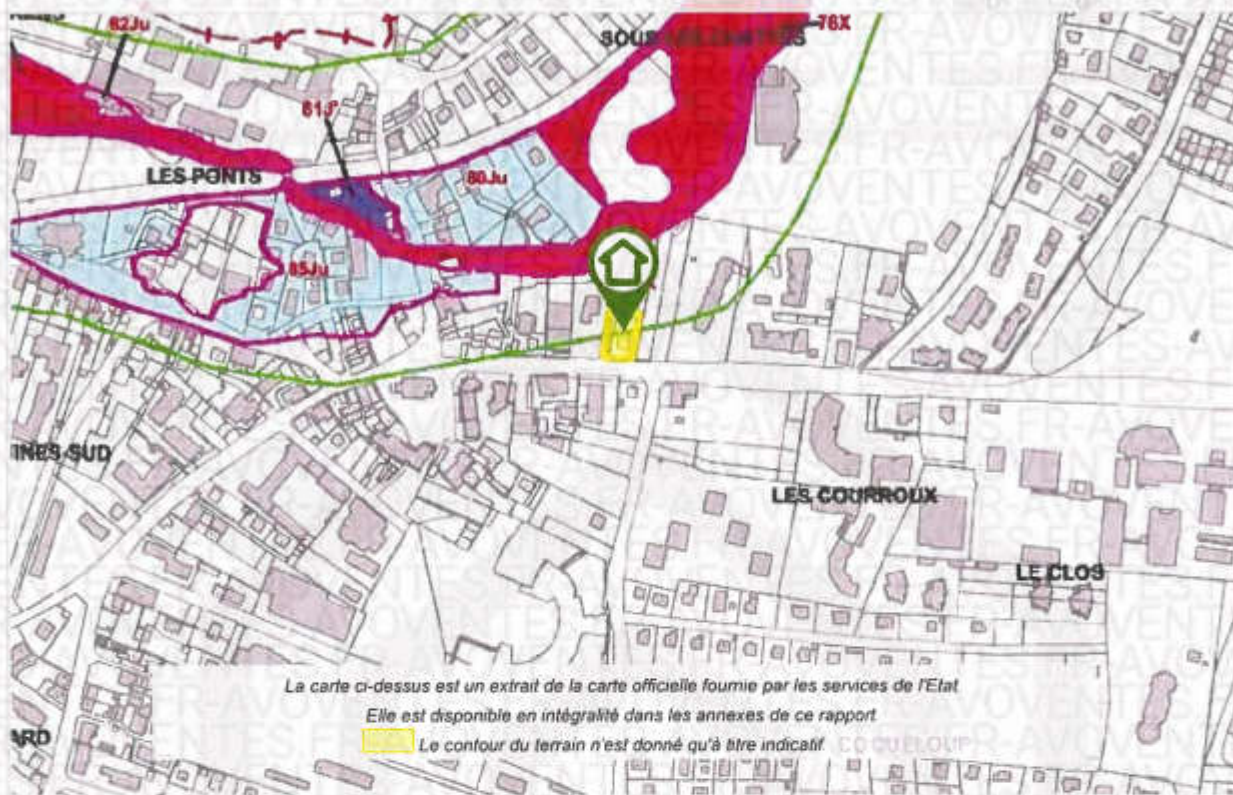 82Ju
76X
81J
LES PONTS
80Ju
85Ju
INES-SUD
LES COURROUX
LE CLOS
La carte ci-dessus est un extrait de la carte officielle fournie par les services de l'Etat
Elle est disponible en intégralité dans les annexes de ce rapport
Le contour du terrain n'est donné qu'à titre indicatif.
COQUELOUP
ARD